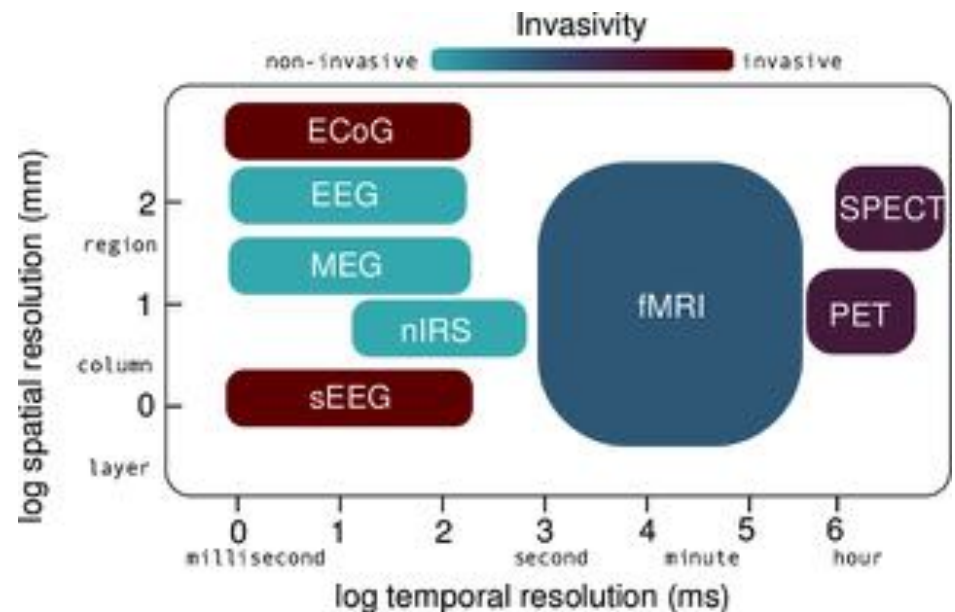 Invasivity
non-invasive invasive
log spatial resolution (mm)
2
region
1
column
0
layer
ECoG
EEG
MEG
nIRS
sEEG
fMRI
SPECT
PET
0 1 2 3 4 5 6
millisecond second minute hour
log temporal resolution (ms)